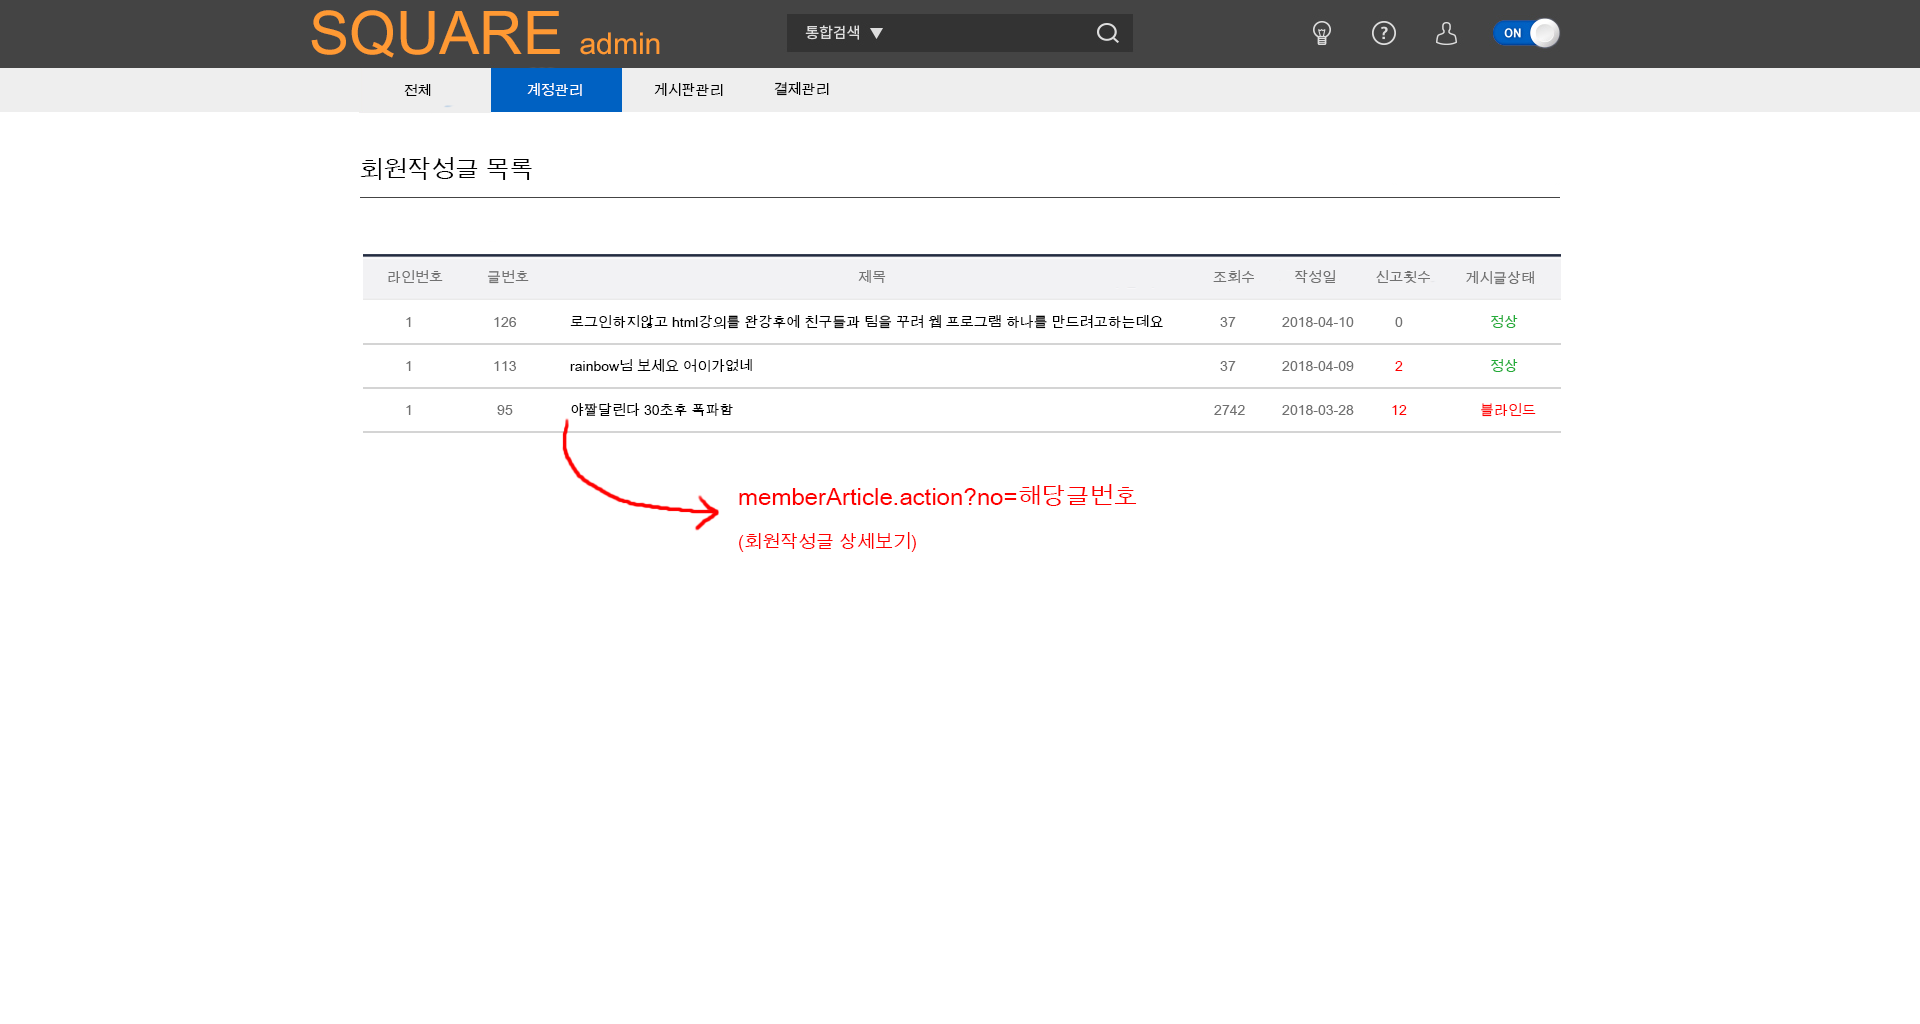 SQUARE admin
통합검색 ▼
ON
전체 계정관리 게시판관리 결제관리
회원작성글 목록
라인번호 글번호 제목 조회수 작성일 신고횟수 게시글상태
1 126 로그인하지않고 html강의를 완강후에 친구들과 팀을 꾸려 웹 프로그램 하나를 만드려고하는데요 37 2018-04-10 0 정상
1 113 rainbow님 보세요 어이가없네 37 2018-04-09 2 정상
1 95 야짤달린다 30초후 폭파함 2742 2018-03-28 12 블라인드
memberArticle.action?no=해당글번호
(회원작성글 상세보기)